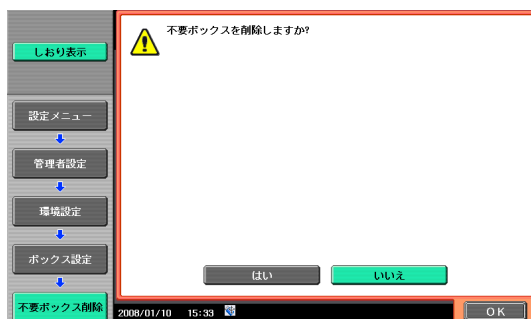 しおり表示
設定メニュー
管理者設定
環境設定
ボックス設定
不要ボックス削除
不要ボックスを削除しますか?
はい
いいえ
2008/01/10 15:33
OK